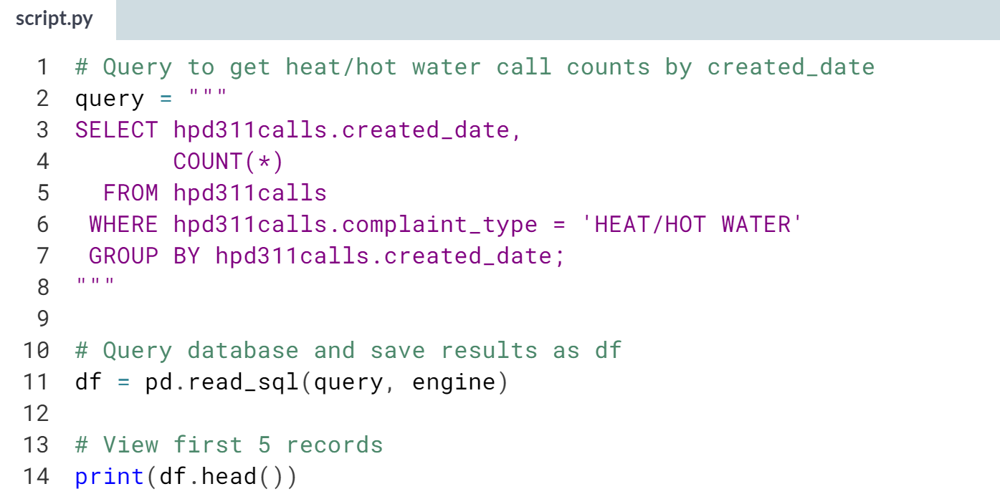 script.py
1 # Query to get heat/hot water call counts by created_date
2 query = """
3 SELECT hpd311calls.created_date,
4        COUNT(*)
5   FROM hpd311calls
6  WHERE hpd311calls.complaint_type = 'HEAT/HOT WATER'
7  GROUP BY hpd311calls.created_date;
8 """
9
10 # Query database and save results as df
11 df = pd.read_sql(query, engine)
12
13 # View first 5 records
14 print(df.head())